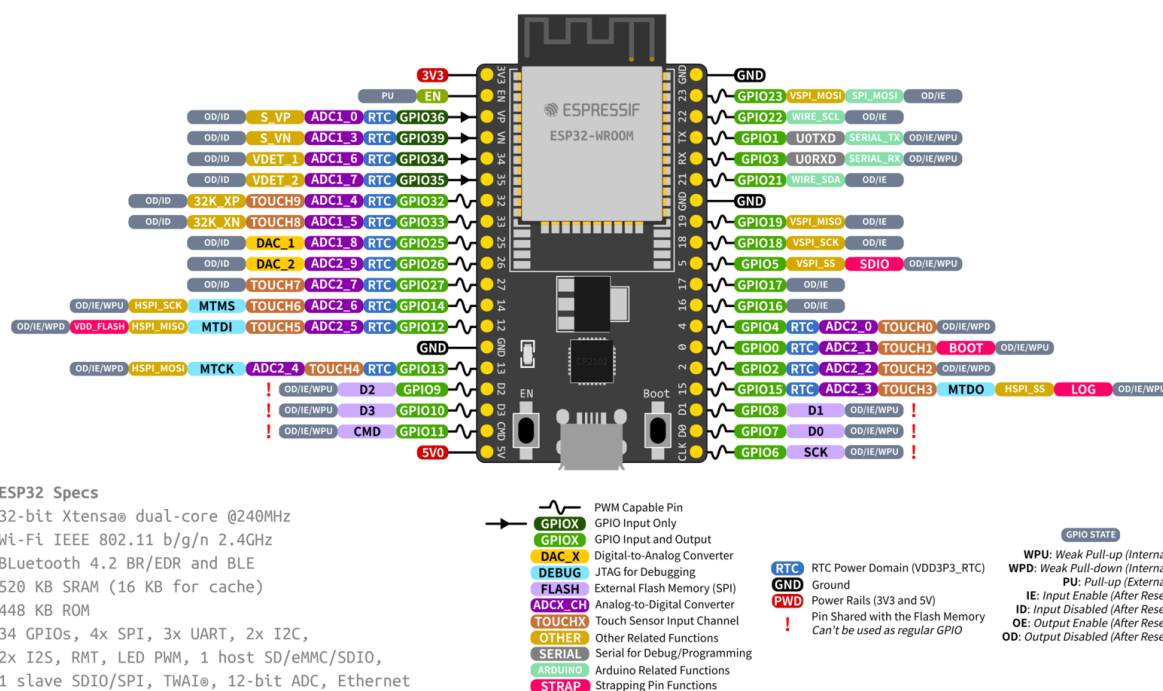 3V3 3V3 GND GND
PU EN EN 23 GPIO23 VSPI_MOSI SPI_MOSI OD/IE
OD/ID S_VP ADC1_0 RTC GPIO36 VP 22 GPIO22 WIRE_SCL OD/IE
OD/ID S_VN ADC1_3 RTC GPIO39 VN TX GPIO1 U0TXD SERIAL_TX OD/IE/WPU
OD/ID VDET_1 ADC1_6 RTC GPIO34 34 RX GPIO3 U0RXD SERIAL_RX OD/IE/WPU
OD/ID VDET_2 ADC1_7 RTC GPIO35 35 21 GPIO21 WIRE_SDA OD/IE
OD/ID 32K_XP TOUCH9 ADC1_4 RTC GPIO32 32 GND GND
OD/ID 32K_XN TOUCH8 ADC1_5 RTC GPIO33 33 19 GPIO19 VSPI_MISO OD/IE
OD/ID DAC_1 ADC1_8 RTC GPIO25 25 18 GPIO18 VSPI_SCK OD/IE
OD/ID DAC_2 ADC2_9 RTC GPIO26 26 5 GPIO5 VSPI_SS SDIO OD/IE/WPU
OD/ID TOUCH7 ADC2_7 RTC GPIO27 27 17 GPIO17 OD/IE
OD/IE/WPU HSPI_SCK MTMS TOUCH6 ADC2_6 RTC GPIO14 14 16 GPIO16 OD/IE
OD/IE/WPD VDD_FLASH HSPI_MISO MTDI TOUCH5 ADC2_5 RTC GPIO12 12 4 GPIO4 RTC ADC2_0 TOUCH0 OD/IE/WPD
GND GND 0 GPIO0 RTC ADC2_1 TOUCH1 BOOT OD/IE/WPU
OD/IE/WPD HSPI_MOSI MTCK ADC2_4 TOUCH4 RTC GPIO13 13 2 GPIO2 RTC ADC2_2 TOUCH2 OD/IE/WPD
! OD/IE/WPU D2 GPIO9 D2 15 GPIO15 RTC ADC2_3 TOUCH3 MTDO HSPI_SS LOG OD/IE/WPU
! OD/IE/WPU D3 GPIO10 D3 D1 GPIO8 D1 OD/IE/WPU !
! OD/IE/WPU CMD GPIO11 CMD D0 GPIO7 D0 OD/IE/WPU !
5V0 5V CLK GPIO6 SCK OD/IE/WPU !
ESPRESSIF
ESP32-WROOM
CP2102
EN Boot
ESP32 Specs
32-bit Xtensa® dual-core @240MHz
Wi-Fi IEEE 802.11 b/g/n 2.4GHz
BLuetooth 4.2 BR/EDR and BLE
520 KB SRAM (16 KB for cache)
448 KB ROM
34 GPIOs, 4x SPI, 3x UART, 2x I2C,
2x I2S, RMT, LED PWM, 1 host SD/eMMC/SDIO,
1 slave SDIO/SPI, TWAI®, 12-bit ADC, Ethernet
PWM Capable Pin
GPIOX GPIO Input Only
GPIOX GPIO Input and Output
DAC_X Digital-to-Analog Converter
DEBUG JTAG for Debugging
FLASH External Flash Memory (SPI)
ADCX_CH Analog-to-Digital Converter
TOUCHX Touch Sensor Input Channel
OTHER Other Related Functions
SERIAL Serial for Debug/Programming
ARDUINO Arduino Related Functions
STRAP Strapping Pin Functions
RTC RTC Power Domain (VDD3P3_RTC)
GND Ground
PWD Power Rails (3V3 and 5V)
! Pin Shared with the Flash Memory
Can't be used as regular GPIO
GPIO STATE
WPU: Weak Pull-up (Interna
WPD: Weak Pull-down (Interna
PU: Pull-up (Externa
IE: Input Enable (After Rese
ID: Input Disabled (After Rese
OE: Output Enable (After Rese
OD: Output Disabled (After Rese